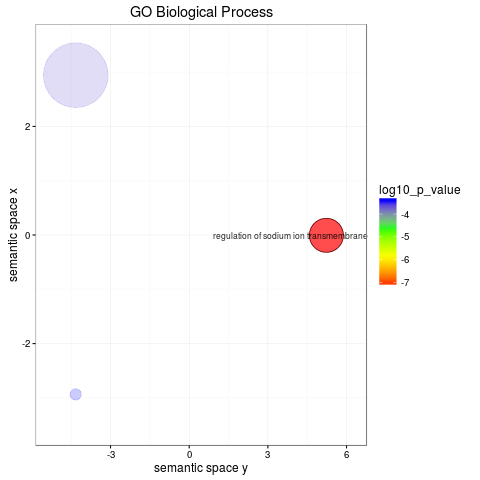 GO Biological Process
semantic space x
2
0
-2
regulation of sodium ion transmembrane
-3
0
3
6
semantic space y
log10_p_value
-4
-5
-6
-7